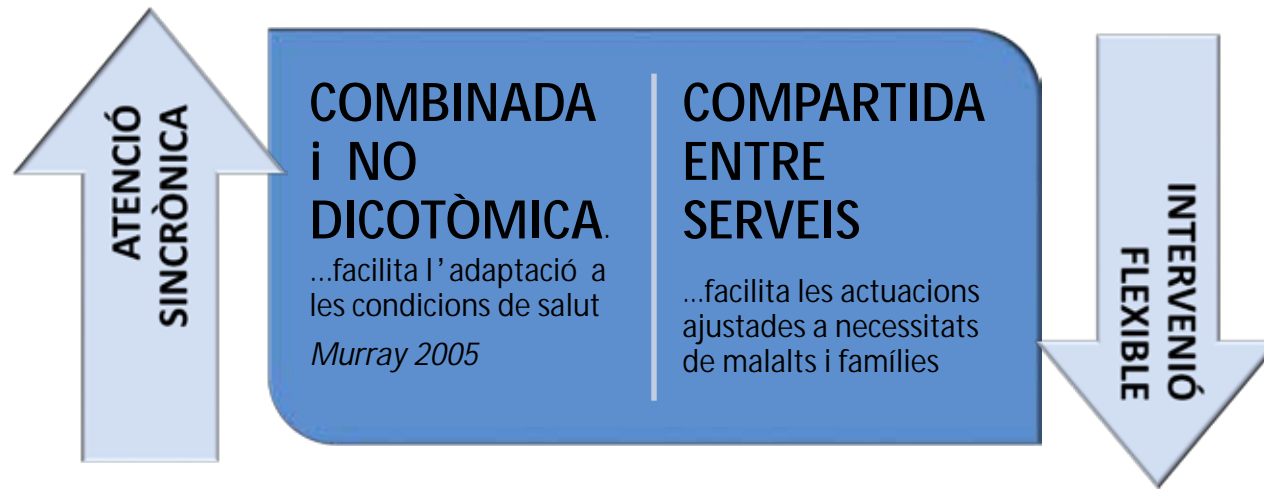 ATENCIÓ
SINCRÒNICA
COMBINADA
i NO
DICOTÒMICA.
...facilita l'adaptació a
les condicions de salut
Murray 2005
COMPARTIDA
ENTRE
SERVEIS
...facilita les actuacions
ajustades a necessitats
de malalts i famílies
INTERVENIÓ
FLEXIBLE